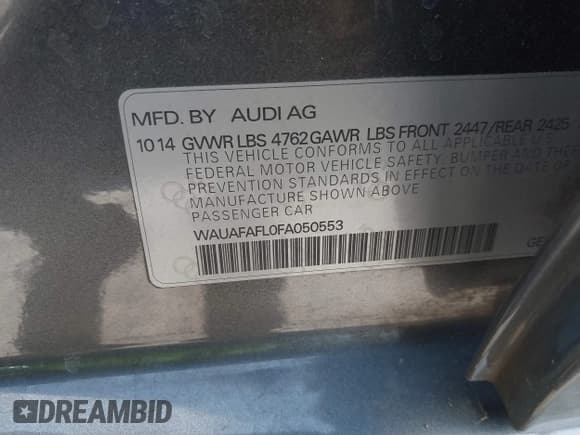 MFD. BY AUDI AG
10 14 GVWR LBS 4762 GAWR LBS FRONT 2447/REAR 2425
THIS VEHICLE CONFORMS TO ALL APPLICABLE U.S.
FEDERAL MOTOR VEHICLE SAFETY, BUMPER AND THEFT
PREVENTION STANDARDS IN EFFECT ON THE DATE OF
MANUFACTURE SHOWN ABOVE
PASSENGER CAR
WAUAFAFL0FA050553
GE
DREAMBID